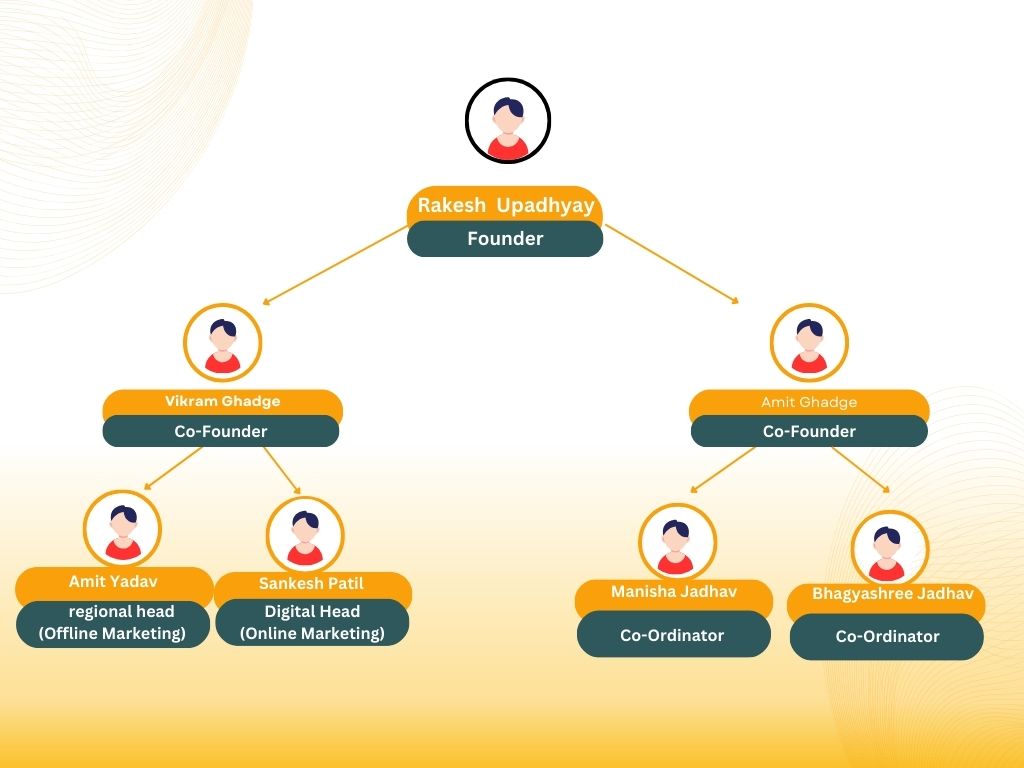 Rakesh Upadhyay
Founder
Vikram Ghadge
Co-Founder
Amit Ghadge
Co-Founder
Amit Yadav
regional head
(Offline Marketing)
Sankesh Patil
Digital Head
(Online Marketing)
Manisha Jadhav
Co-Ordinator
Bhagyashree Jadhav
Co-Ordinator